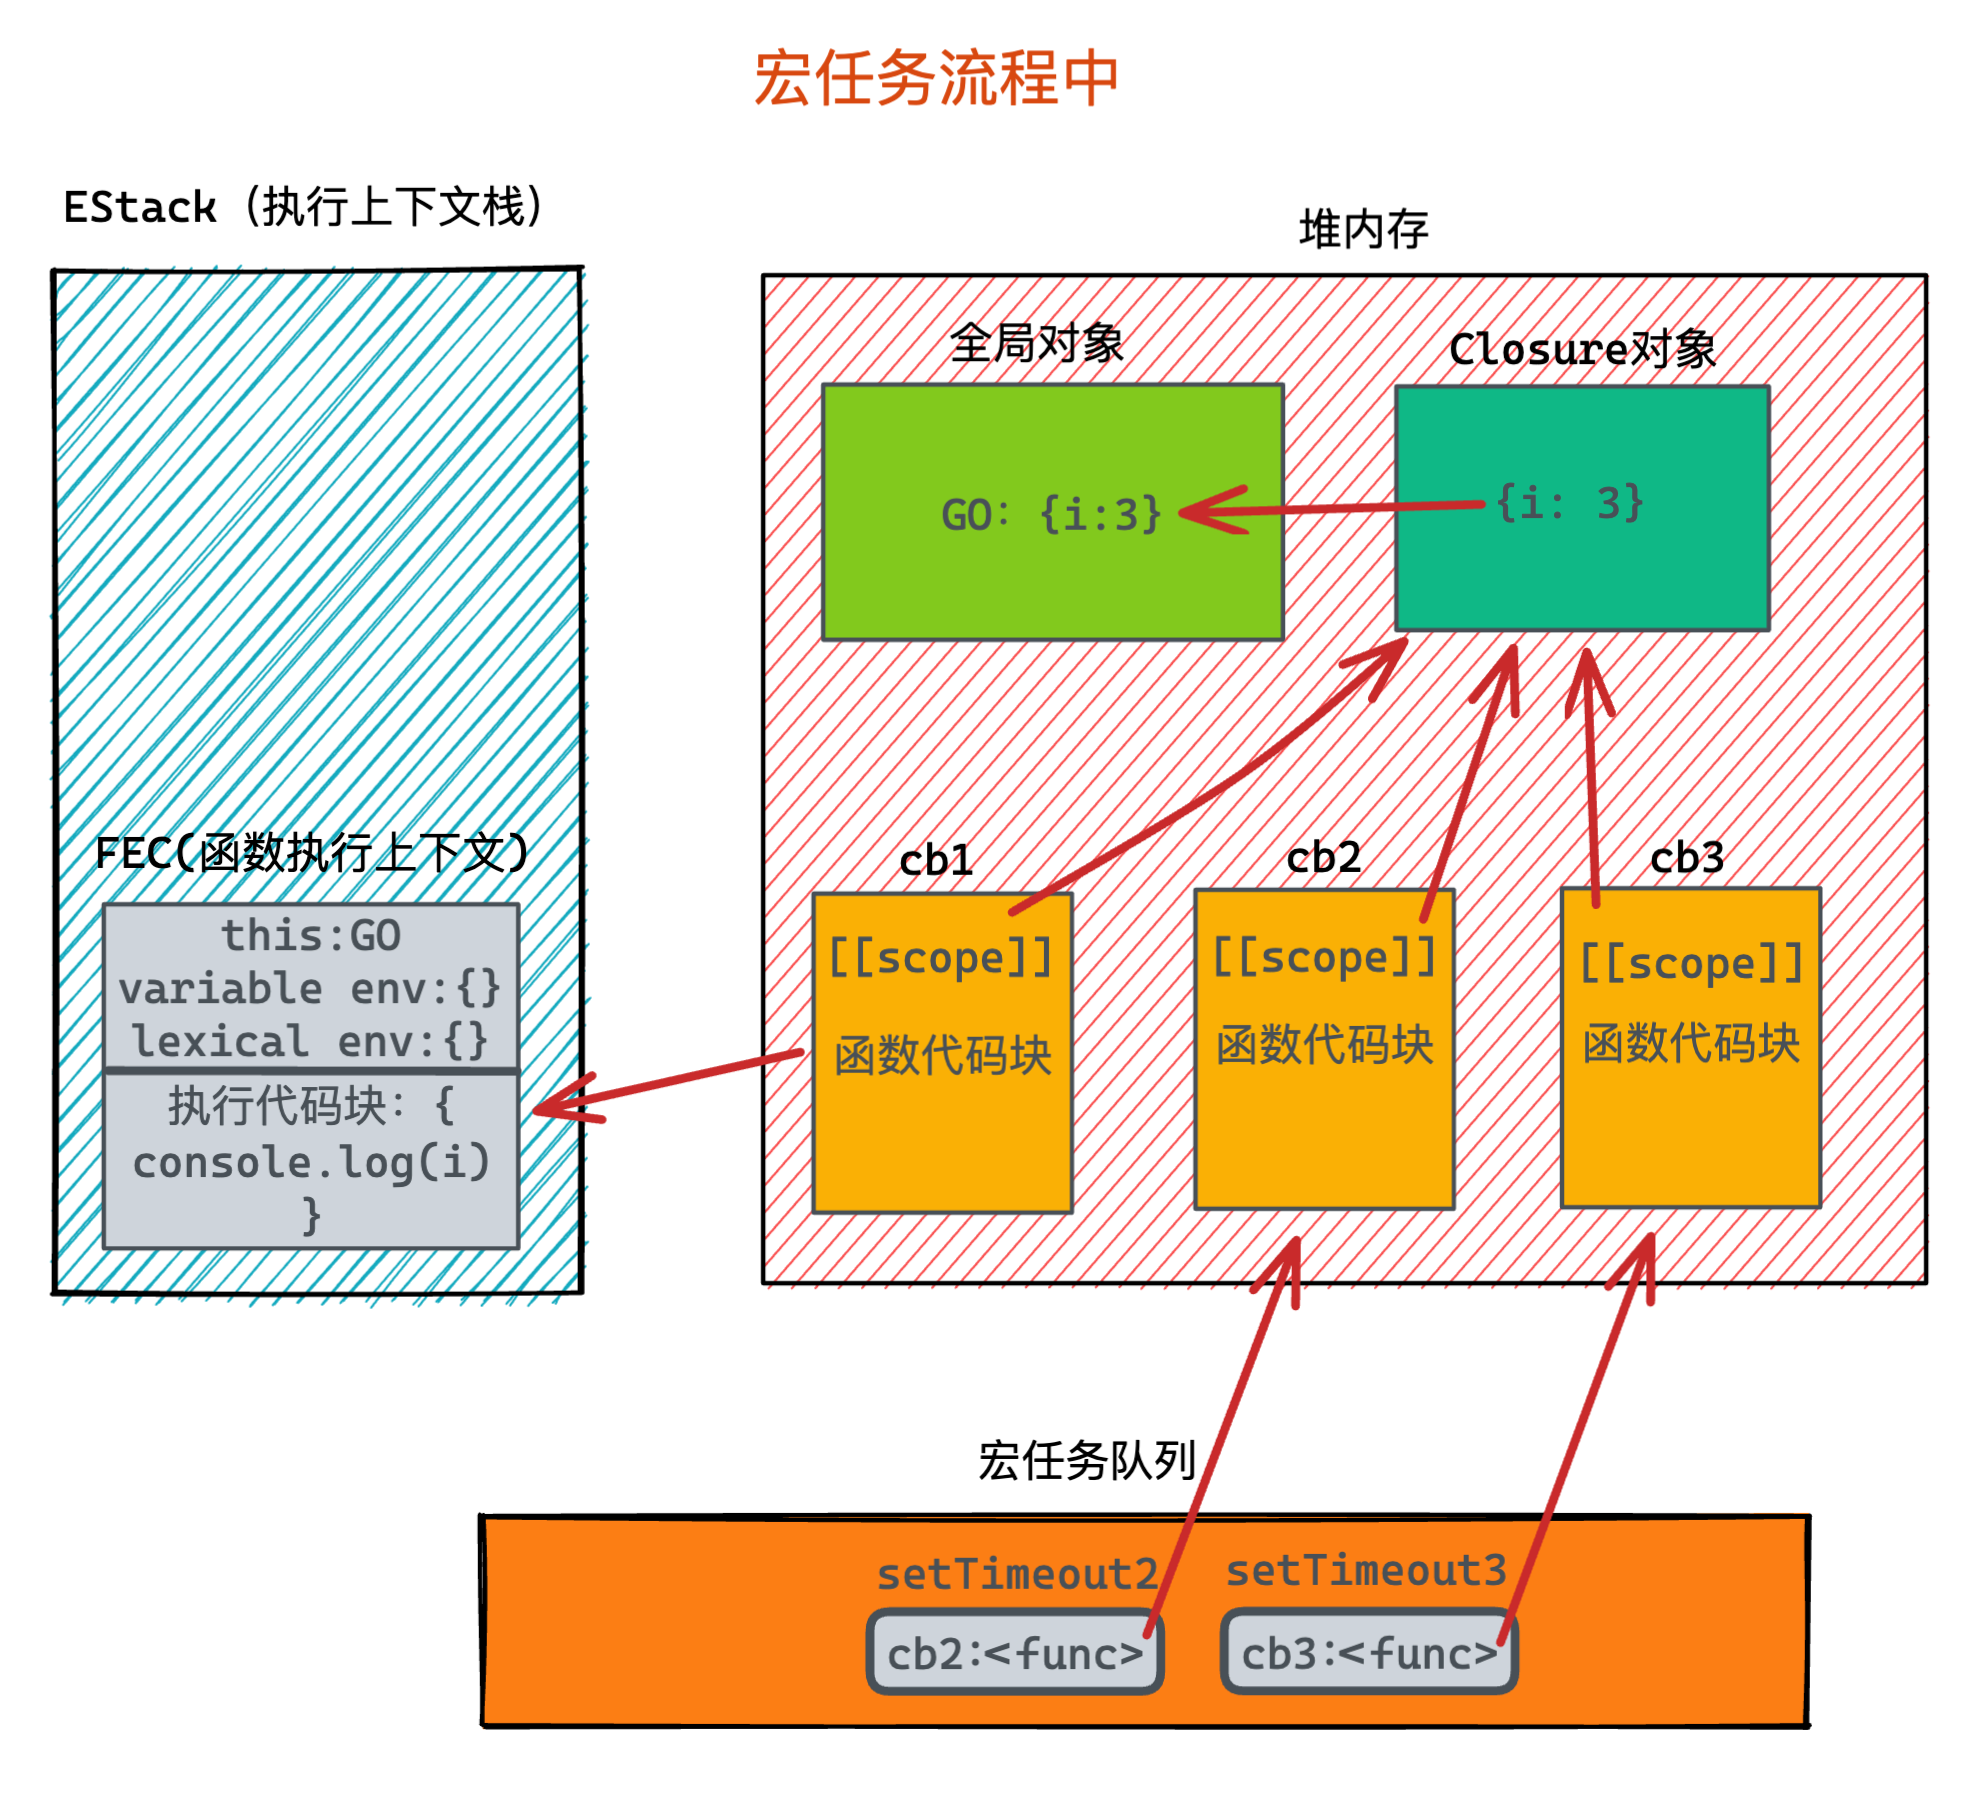 宏任务流程中
EStack (执行上下文栈)
堆内存
全局对象
Closure对象
GO: {i:3}
{i: 3}
FEC(函数执行上下文)
this:GO
variable env:{}
lexical env:{}
执行代码块: {
console.log(i)
}
cb1
[[scope]]
函数代码块
cb2
[[scope]]
函数代码块
cb3
[[scope]]
函数代码块
宏任务队列
setTimeout2
cb2:<func>
setTimeout3
cb3:<func>